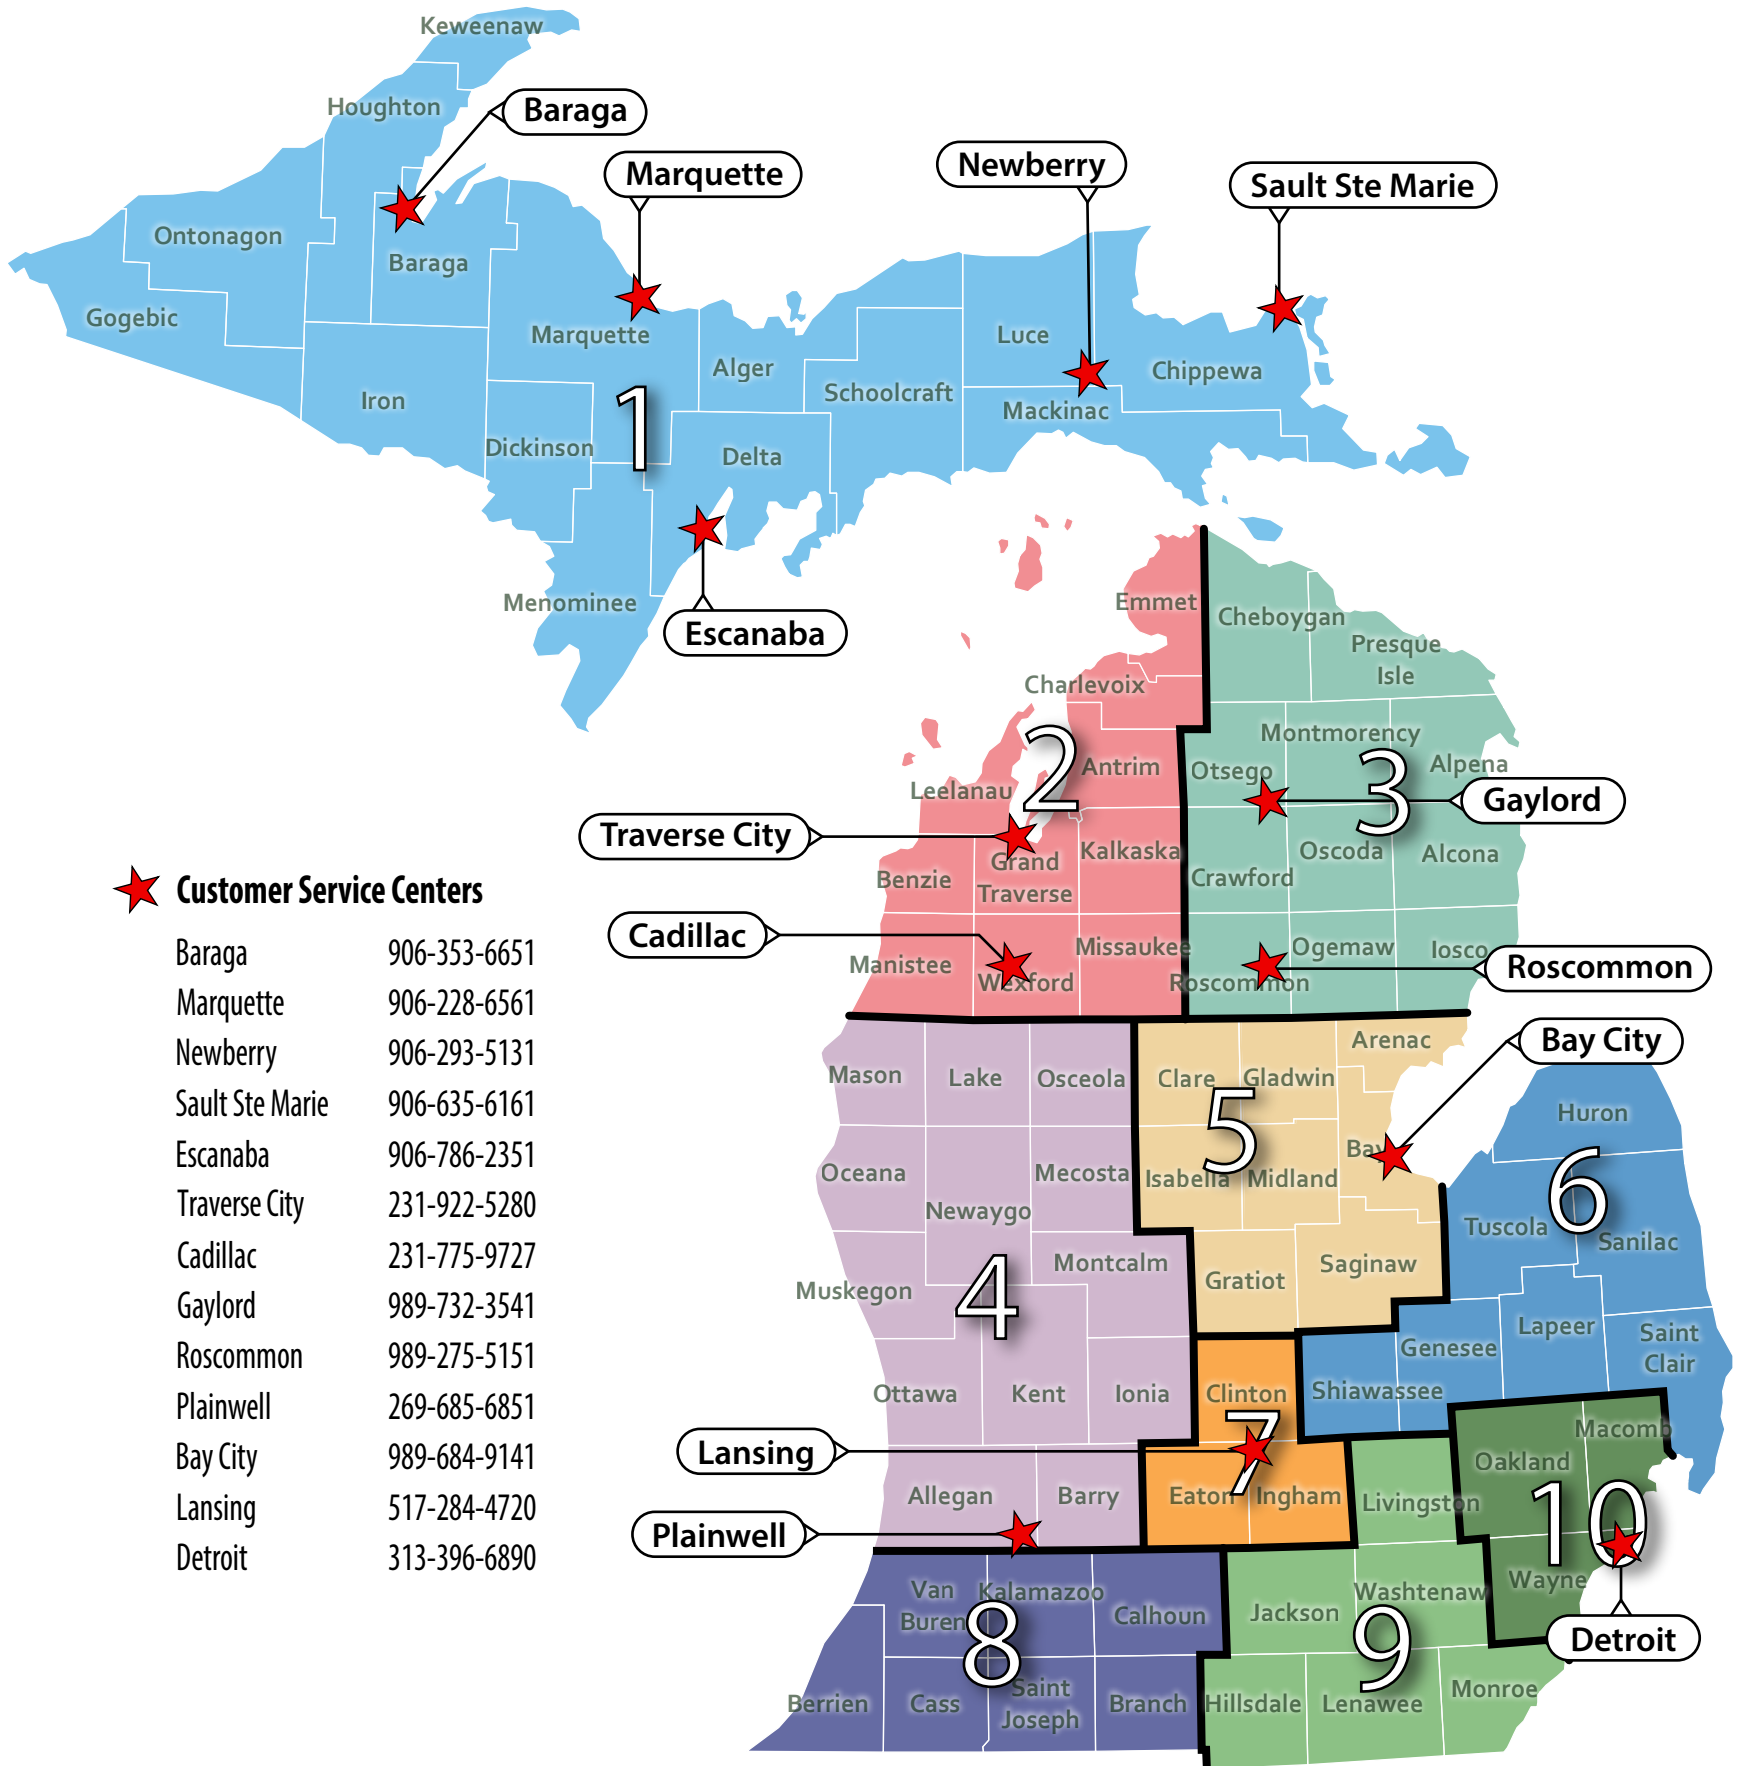 Keweenaw
Houghton
Baraga
Marquette
Newberry
Sault Ste Marie
Ontonagon
Baraga
Gogebic
Marquette
Luce
Alger
Chippewa
Iron
Schoolcraft
Mackinac
1
Dickinson
Delta
Menominee
Escanaba
Emmet
Cheboygan
Presque
Isle
Charlevoix
2
Montmorency
Antrim
Otsego
3
Alpena
Leelanau
Gaylord
Traverse City
Kalkaska
Oscoda
Alcona
Grand
Traverse
Benzie
Crawford
Cadillac
Missaukee
Ogemaw
Iosco
Manistee
Wexford
Roscommon
Roscommon
Customer Service Centers
Baraga 906-353-6651
Marquette 906-228-6561
Newberry 906-293-5131
Sault Ste Marie 906-635-6161
Escanaba 906-786-2351
Traverse City 231-922-5280
Cadillac 231-775-9727
Gaylord 989-732-3541
Roscommon 989-275-5151
Plainwell 269-685-6851
Bay City 989-684-9141
Lansing 517-284-4720
Detroit 313-396-6890
Arenac
Bay City
Mason
Lake
Osceola
Clare
Gladwin
Huron
5
Bay
Oceana
Mecosta
Isabella
Midland
6
Newaygo
Tuscola
Sanilac
Montcalm
Saginaw
Gratiot
Muskegon
4
Lapeer
Saint
Clair
Genesee
Ottawa
Kent
Ionia
Clinton
Shiawassee
Macomb
7
Lansing
Oakland
Allegan
Barry
Eaton
Ingham
Livingston
10
Plainwell
Wayne
Van
Buren
Kalamazoo
Calhoun
Jackson
Washtenaw
8
9
Detroit
Berrien
Cass
Saint
Joseph
Branch
Hillsdale
Lenawee
Monroe